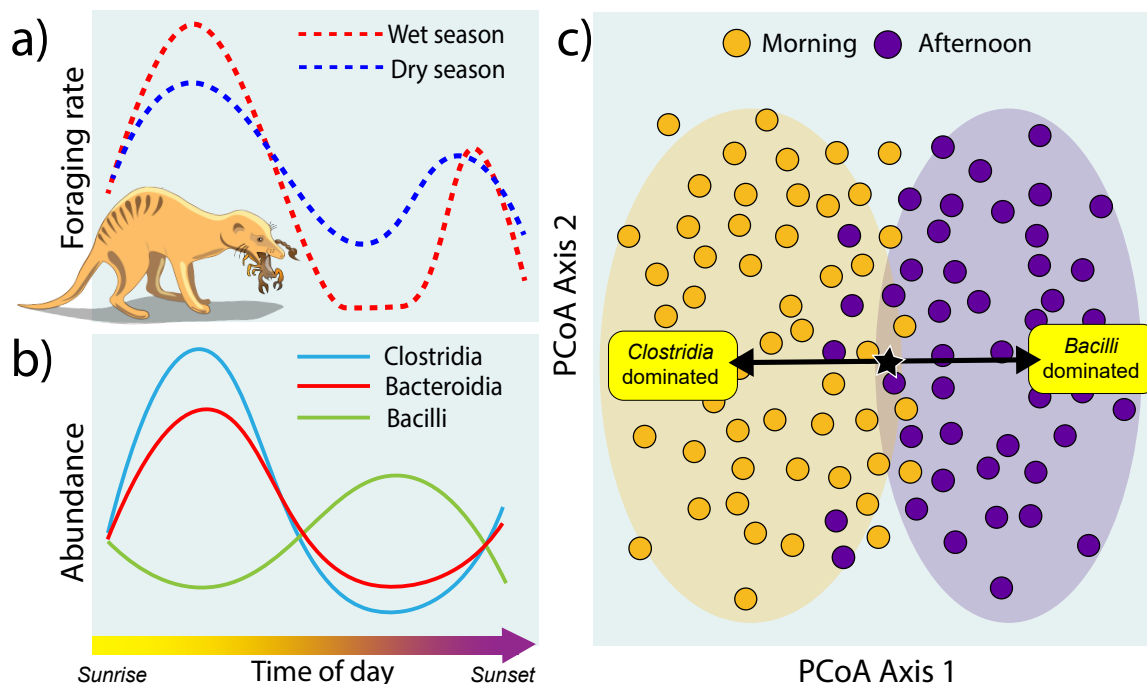 a)
Foraging rate
Wet season
Dry season
b)
Abundance
Clostridia
Bacteroidia
Bacilli
Sunrise
Time of day
Sunset
c)
Morning
Afternoon
PCoA Axis 2
Clostridia
dominated
Bacilli
dominated
PCoA Axis 1